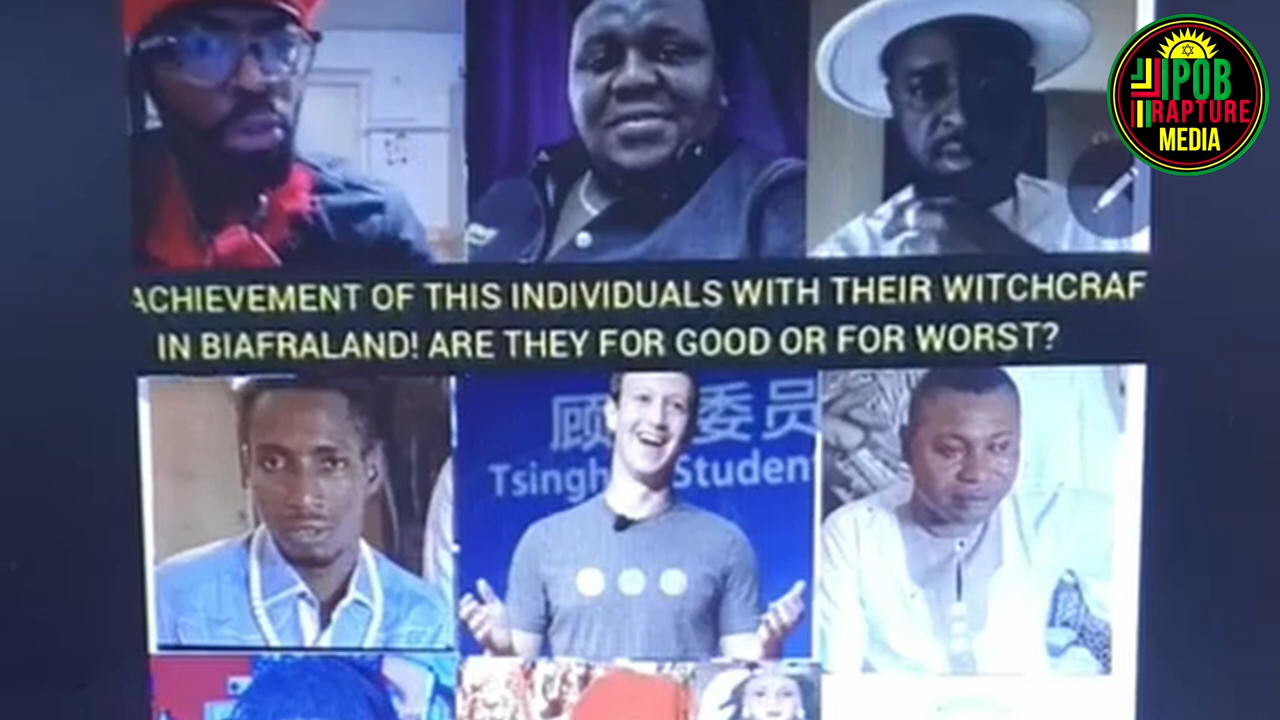 IPOB
RAPTURE
MEDIA
ACHIEVEMENT OF THIS INDIVIDUALS WITH THEIR WITCHCRAF
IN BIAFRALAND! ARE THEY FOR GOOD OR FOR WORST?
顾 委员
Tsingh Student